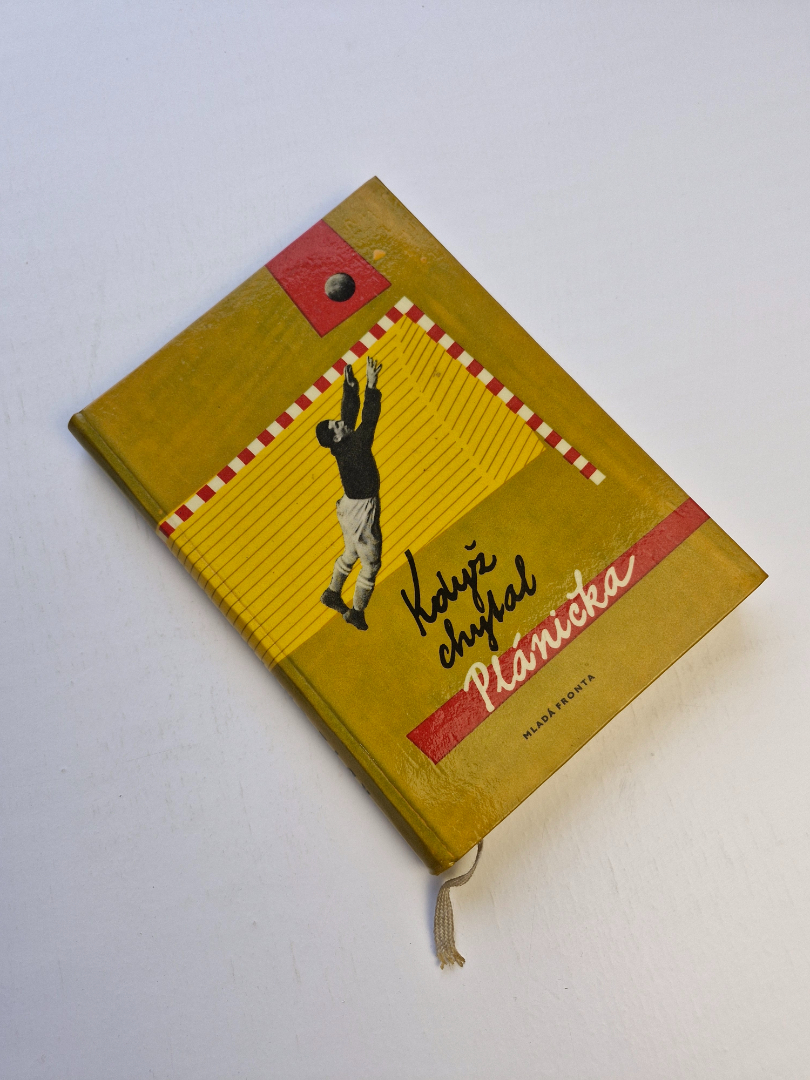 Když
chytal
Plánička
MLADÁ FRONTA